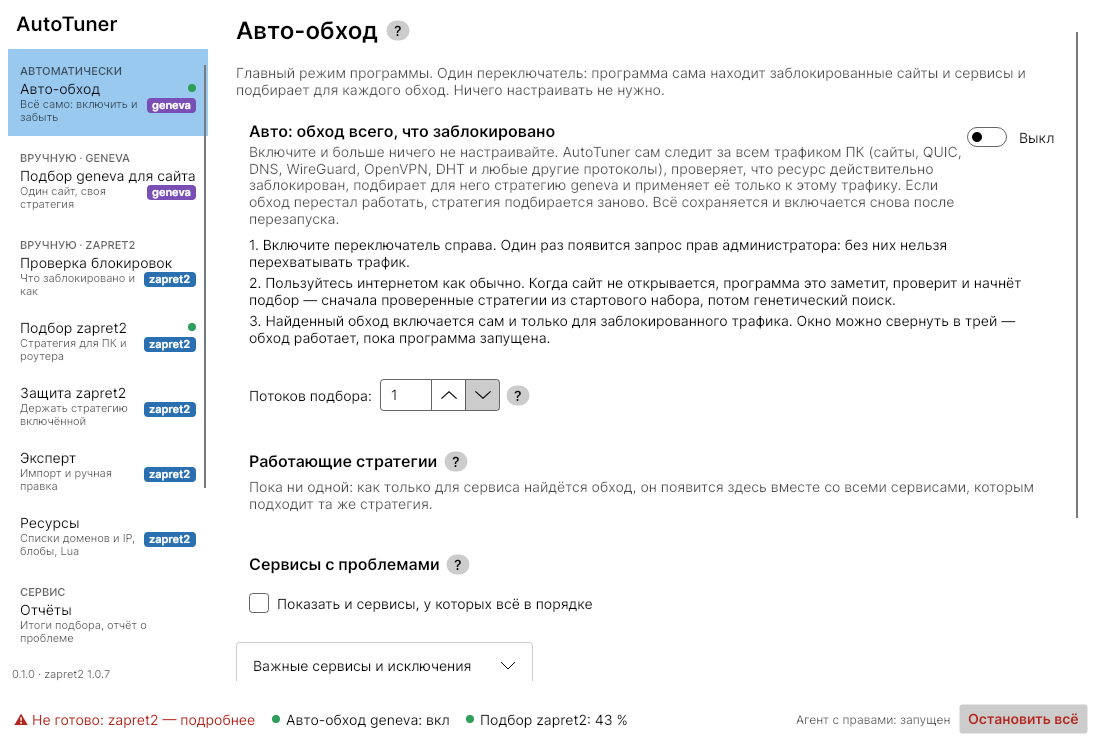 AutoTuner
АВТОМАТИЧЕСКИ
Авто-обход
Всё само: включить и
забыть
geneva
ВРУЧНУЮ · GENEVA
Подбор geneva для сайта
Один сайт, своя
стратегия
geneva
ВРУЧНУЮ · ZAPRET2
Проверка блокировок
Что заблокировано и
как
zapret2
Подбор zapret2
Стратегия для ПК и
роутера
zapret2
Защита zapret2
Держать стратегию
включённой
zapret2
Эксперт
Импорт и ручная
правка
zapret2
Ресурсы
Списки доменов и IP,
блобы, Lua
zapret2
СЕРВИС
Отчёты
Итоги подбора, отчёт о
проблеме
0.1.0 · zapret2 1.0.7
Авто-обход ?
Главный режим программы. Один переключатель: программа сама находит заблокированные сайты и сервисы и
подбирает для каждого обход. Ничего настраивать не нужно.
Авто: обход всего, что заблокировано
Включите и больше ничего не настраивайте. AutoTuner сам следит за всем трафиком ПК (сайты, QUIC,
DNS, WireGuard, OpenVPN, DHT и любые другие протоколы), проверяет, что ресурс действительно
заблокирован, подбирает для него стратегию geneva и применяет её только к этому трафику. Если
обход перестал работать, стратегия подбирается заново. Всё сохраняется и включается снова после
перезапуска.
Выкл
1. Включите переключатель справа. Один раз появится запрос прав администратора: без них нельзя
перехватывать трафик.
2. Пользуйтесь интернетом как обычно. Когда сайт не открывается, программа это заметит, проверит и начнёт
подбор — сначала проверенные стратегии из стартового набора, потом генетический поиск.
3. Найденный обход включается сам и только для заблокированного трафика. Окно можно свернуть в трей —
обход работает, пока программа запущена.
Потоков подбора: 1 ?
Работающие стратегии ?
Пока ни одной: как только для сервиса найдётся обход, он появится здесь вместе со всеми сервисами, которым
подходит та же стратегия.
Сервисы с проблемами ?
Показать и сервисы, у которых всё в порядке
Важные сервисы и исключения
Не готово: zapret2 — подробнее
Авто-обход geneva: вкл
Подбор zapret2: 43 %
Агент с правами: запущен
Остановить всё